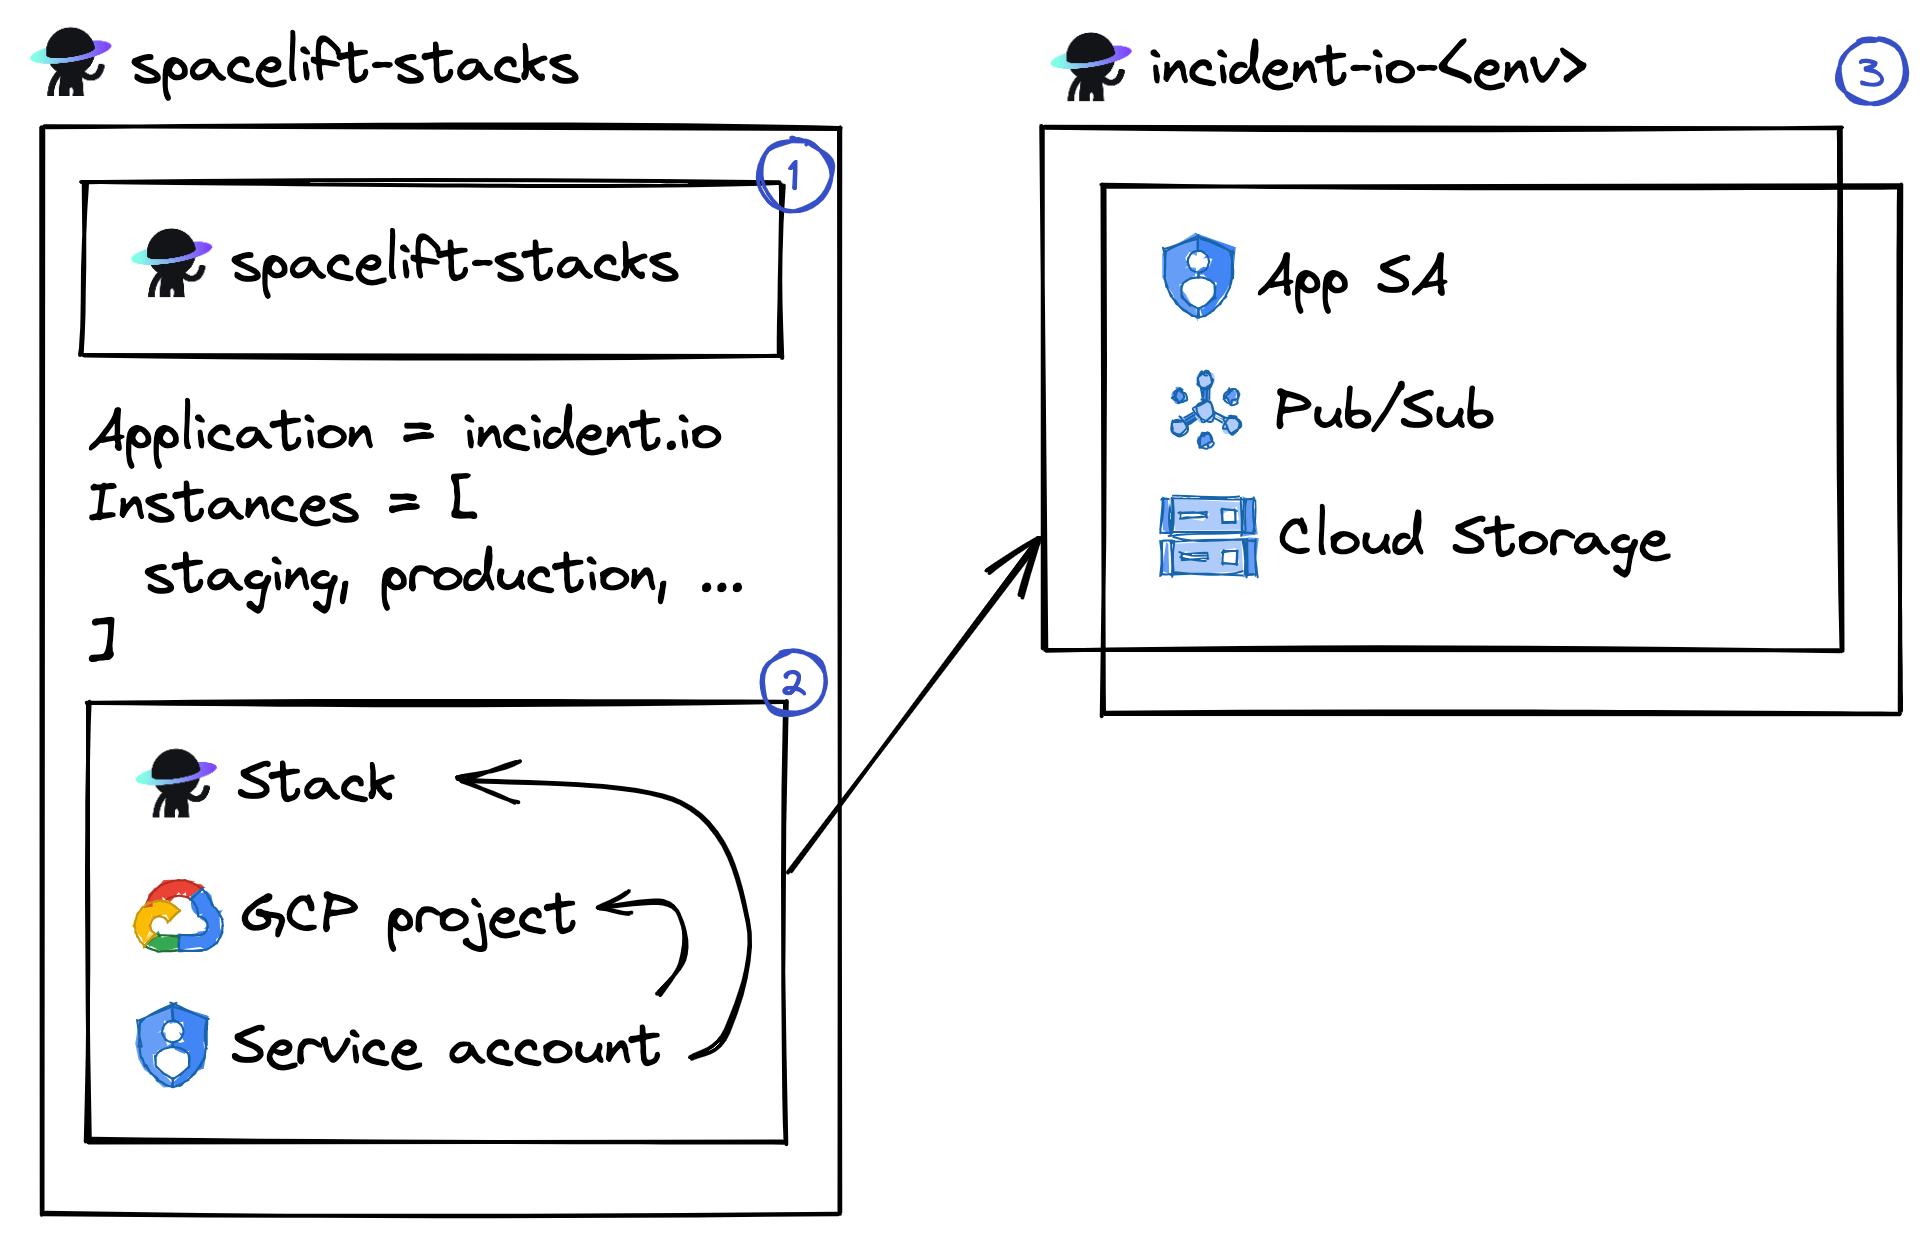 spacelift-stacks
1
spacelift-stacks
Application = incident.io
Instances = [
staging, production, ...
]
2
Stack
GCP project
Service account
incident-io-<env>
3
App SA
Pub/Sub
Cloud Storage